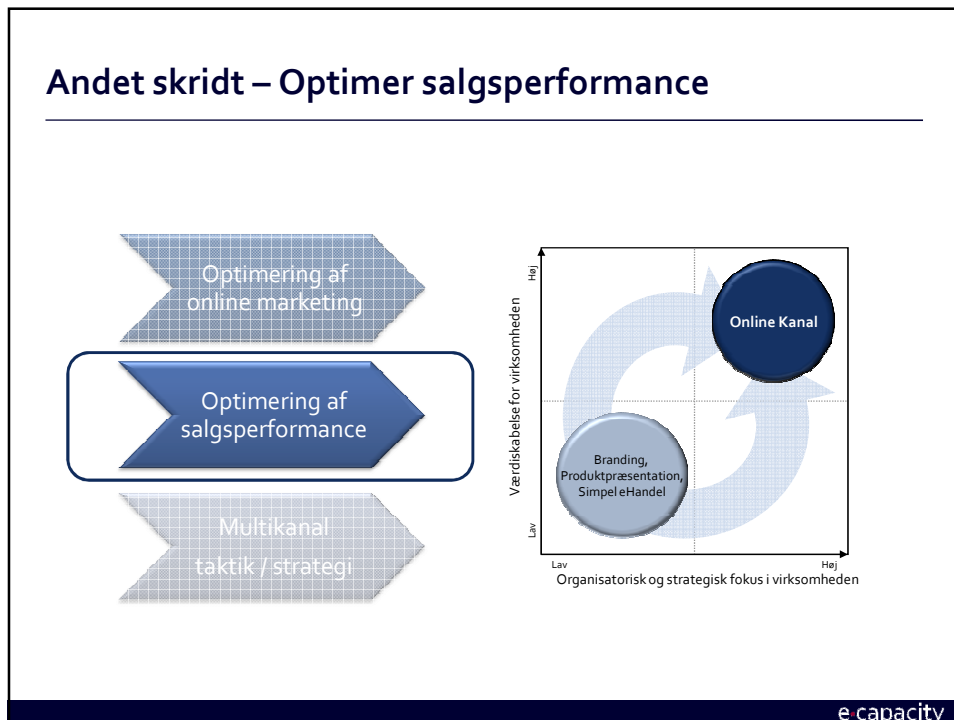 Andet skridt – Optimer salgsperformance
Optimering af
online marketing
Optimering af
salgsperformance
Multikanal
taktik / strategi
Værdiskabelse for virksomheden
Høj
Lav
Online Kanal
Branding,
Produktpræsentation,
Simpel eHandel
Lav
Høj
Organisatorisk og strategisk fokus i virksomheden
e-capacity